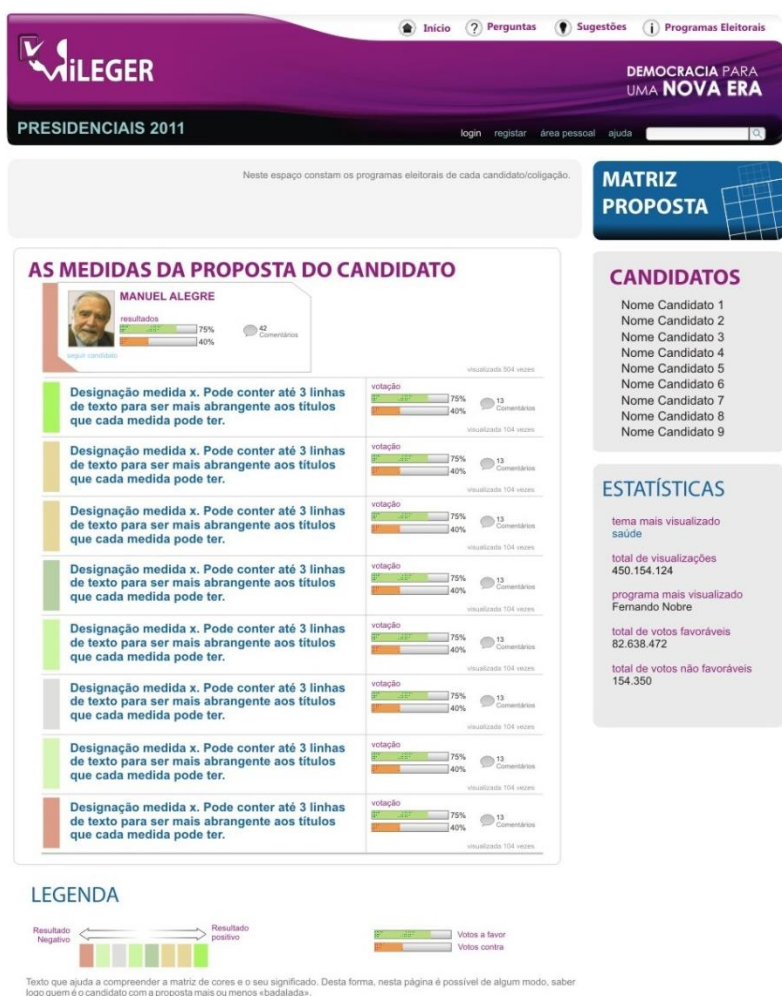 Início
Perguntas
Sugestões
Programas Eleitorais
ViLEGER
DEMOCRACIA PARA
UMA NOVA ERA
PRESIDENCIAIS 2011
login registar área pessoal ajuda
Neste espaço constam os programas eleitorais de cada candidato/coligação.
MATRIZ
PROPOSTA
AS MEDIDAS DA PROPOSTA DO CANDIDATO
MANUEL ALEGRE
resultados
75%
40%
42
Comentários
seguir candidato
visualizada 504 vezes
Designação medida x. Pode conter até 3 linhas
de texto para ser mais abrangente aos títulos
que cada medida pode ter.
votação
75%
40%
13
Comentários
visualizada 104 vezes
Designação medida x. Pode conter até 3 linhas
de texto para ser mais abrangente aos títulos
que cada medida pode ter.
votação
75%
40%
13
Comentários
visualizada 104 vezes
Designação medida x. Pode conter até 3 linhas
de texto para ser mais abrangente aos títulos
que cada medida pode ter.
votação
75%
40%
13
Comentários
visualizada 104 vezes
Designação medida x. Pode conter até 3 linhas
de texto para ser mais abrangente aos títulos
que cada medida pode ter.
votação
75%
40%
13
Comentários
visualizada 104 vezes
Designação medida x. Pode conter até 3 linhas
de texto para ser mais abrangente aos títulos
que cada medida pode ter.
votação
75%
40%
13
Comentários
visualizada 104 vezes
Designação medida x. Pode conter até 3 linhas
de texto para ser mais abrangente aos títulos
que cada medida pode ter.
votação
75%
40%
13
Comentários
visualizada 104 vezes
Designação medida x. Pode conter até 3 linhas
de texto para ser mais abrangente aos títulos
que cada medida pode ter.
votação
75%
40%
13
Comentários
visualizada 104 vezes
Designação medida x. Pode conter até 3 linhas
de texto para ser mais abrangente aos títulos
que cada medida pode ter.
votação
75%
40%
13
Comentários
visualizada 104 vezes
CANDIDATOS
Nome Candidato 1
Nome Candidato 2
Nome Candidato 3
Nome Candidato 4
Nome Candidato 5
Nome Candidato 6
Nome Candidato 7
Nome Candidato 8
Nome Candidato 9
ESTATÍSTICAS
tema mais visualizado
saúde
total de visualizações
450.154.124
programa mais visualizado
Fernando Nobre
total de votos favoráveis
82.638.472
total de votos não favoráveis
154.350
LEGENDA
Resultado
Negativo
Resultado
positivo
Votos a favor
Votos contra
Texto que ajuda a compreender a matriz de cores e o seu significado. Desta forma, nesta página é possível de algum modo, saber
logo quem é o candidato com a proposta mais ou menos «badalada».